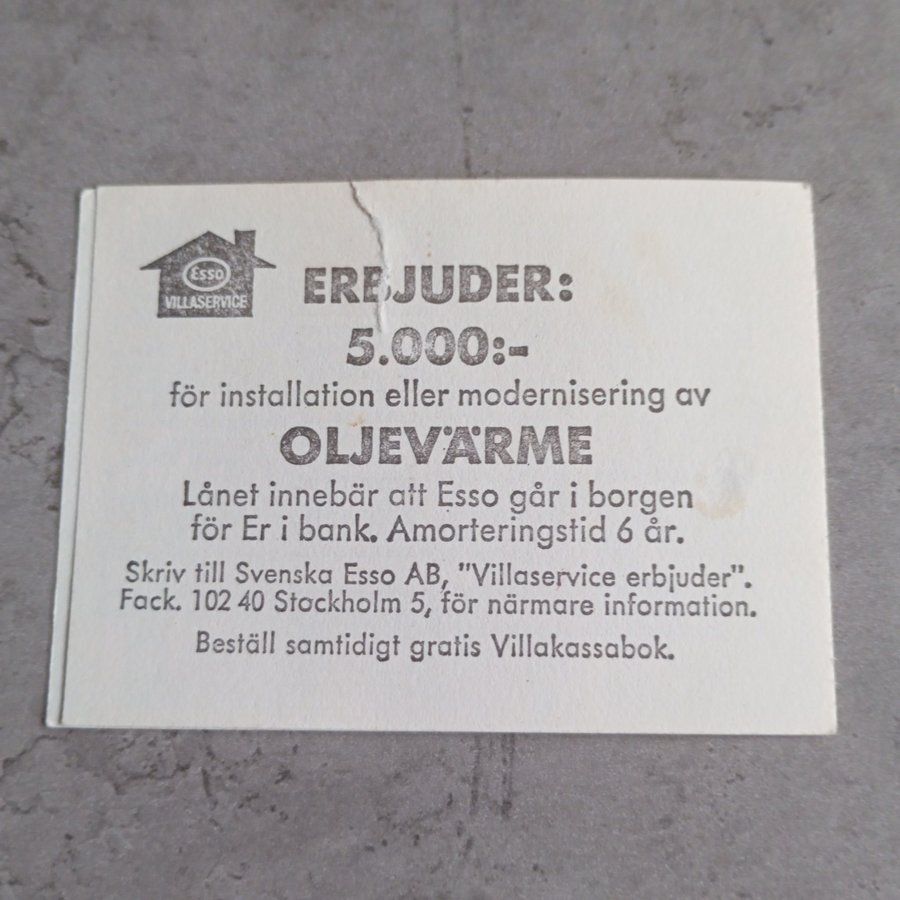 Esso
VILLASERVICE
ERBJUDER:
5.000:-
för installation eller modernisering av
OLJEVÄRME
Lånet innebär att Esso går i borgen
för Er i bank. Amorteringstid 6 år.
Skriv till Svenska Esso AB, "Villaservice erbjuder".
Fack. 102 40 Stockholm 5, för närmare information.
Beställ samtidigt gratis Villakassabok.